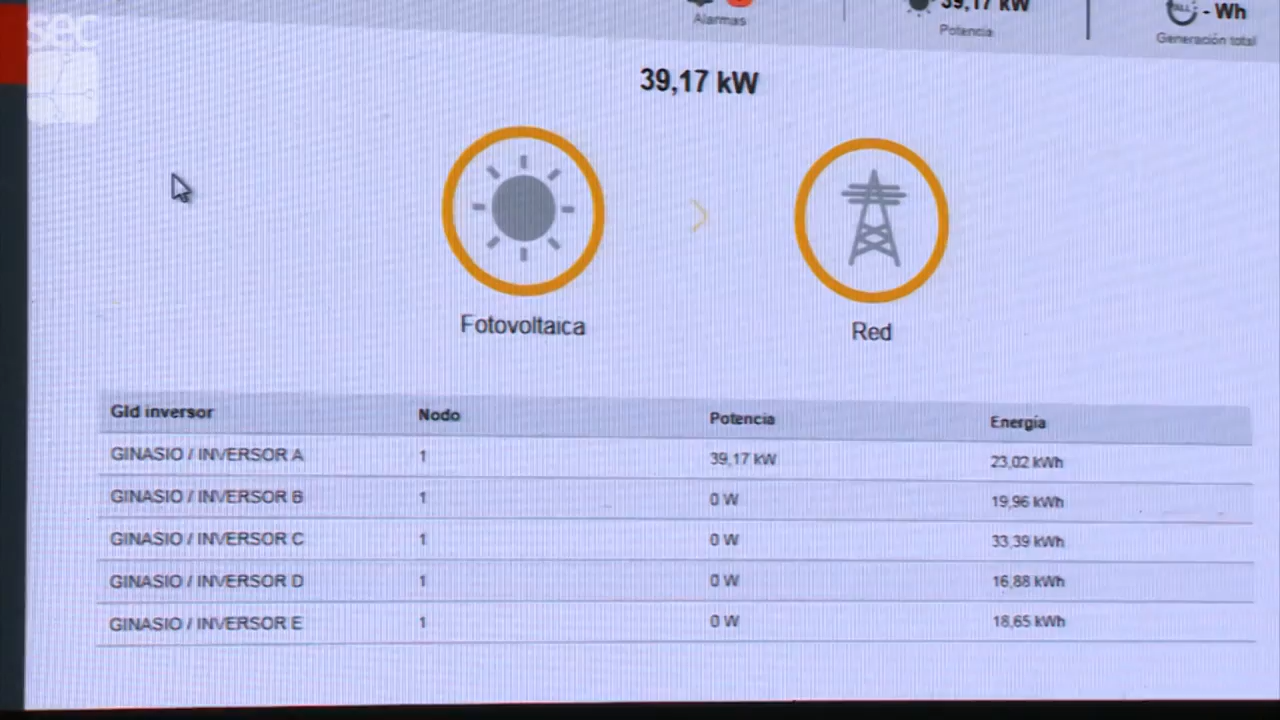 sec
Alarmas
39,17 kW
Potencia
- Wh
Generación total
39,17 kW
Fotovoltaica
Red
Gld inversor Nodo Potencia Energía
GINASIO / INVERSOR A 1 39,17 kW 23,02 kWh
GINASIO / INVERSOR B 1 0 W 19,96 kWh
GINASIO / INVERSOR C 1 0 W 33,39 kWh
GINASIO / INVERSOR D 1 0 W 16,88 kWh
GINASIO / INVERSOR E 1 0 W 18,65 kWh